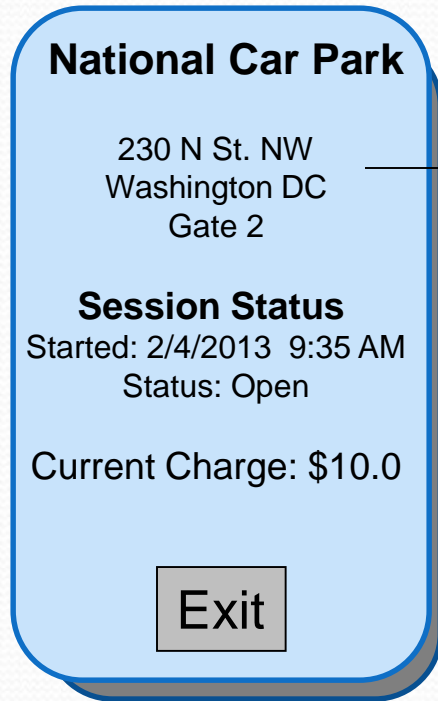 National Car Park
230 N St. NW
Washington DC
Gate 2
Session Status
Started: 2/4/2013 9:35 AM
Status: Open
Current Charge: $10.0
Exit